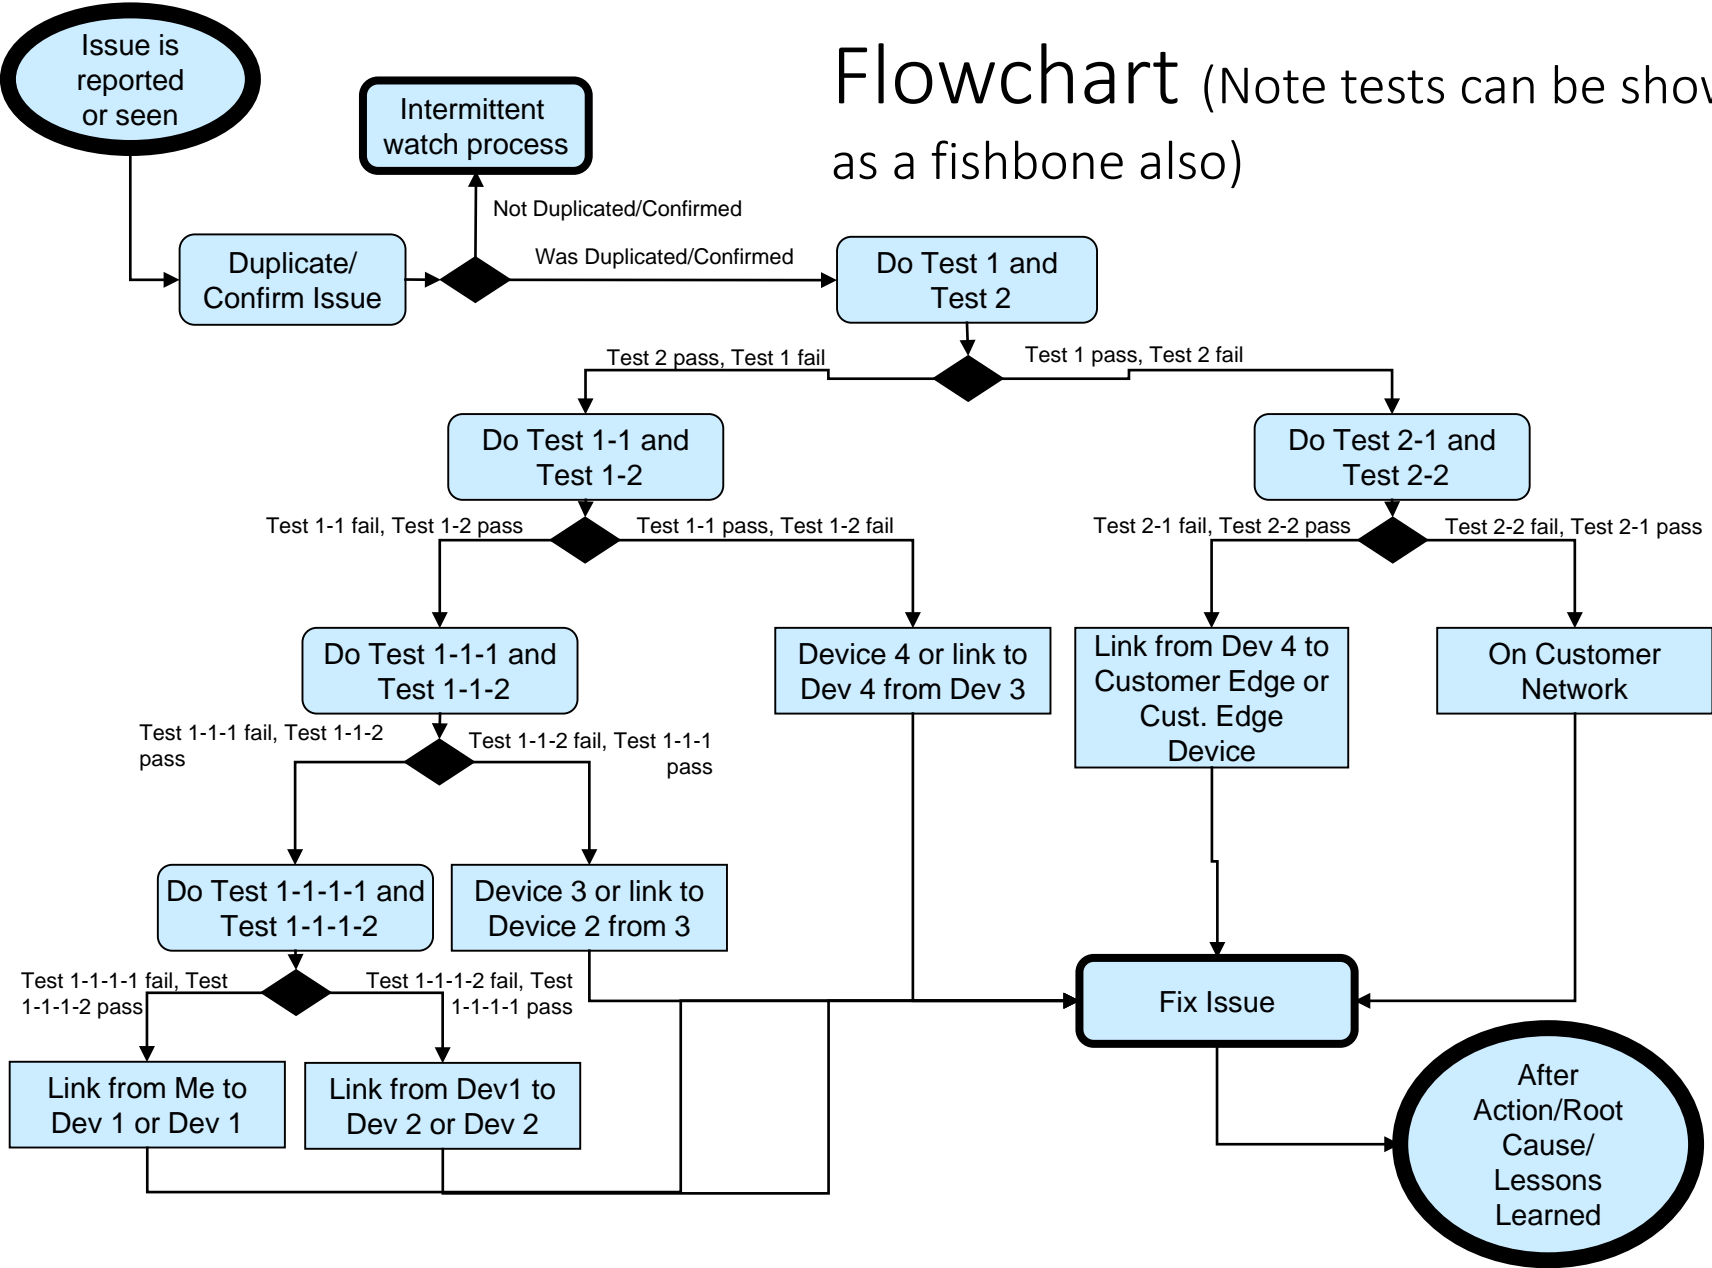 Issue is
reported
or seen
Flowchart (Note tests can be
as a fishbone also)
Intermittent
watch process
Not Duplicated/Confirmed
Duplicate/
Confirm Issue
Was Duplicated/Confirmed
Do Test 1 and
Test 2
Test 2 pass, Test 1 fail
Test 1 pass, Test 2 fail
Do Test 1-1 and
Test 1-2
Do Test 2-1 and
Test 2-2
Test 1-1 fail, Test 1-2 pass
Test 1-1 pass, Test 1-2 fail
Test 2-1 fail, Test 2-2 pass
Test 2-2 fail, Test 2-1 pass
Do Test 1-1-1 and
Test 1-1-2
Device 4 or link to
Dev 4 from Dev 3
Link from Dev 4 to
Customer Edge or
Cust. Edge
Device
On Customer
Network
Test 1-1-1 fail, Test 1-1-2
pass
Test 1-1-2 fail, Test 1-1-1
pass
Do Test 1-1-1-1 and
Test 1-1-1-2
Device 3 or link to
Device 2 from 3
Test 1-1-1-1 fail, Test
1-1-1-2 pass
Test 1-1-1-2 fail, Test
1-1-1-1 pass
Fix Issue
Link from Me to
Dev 1 or Dev 1
Link from Dev1 to
Dev 2 or Dev 2
After
Action/Root
Cause/
Lessons
Learned